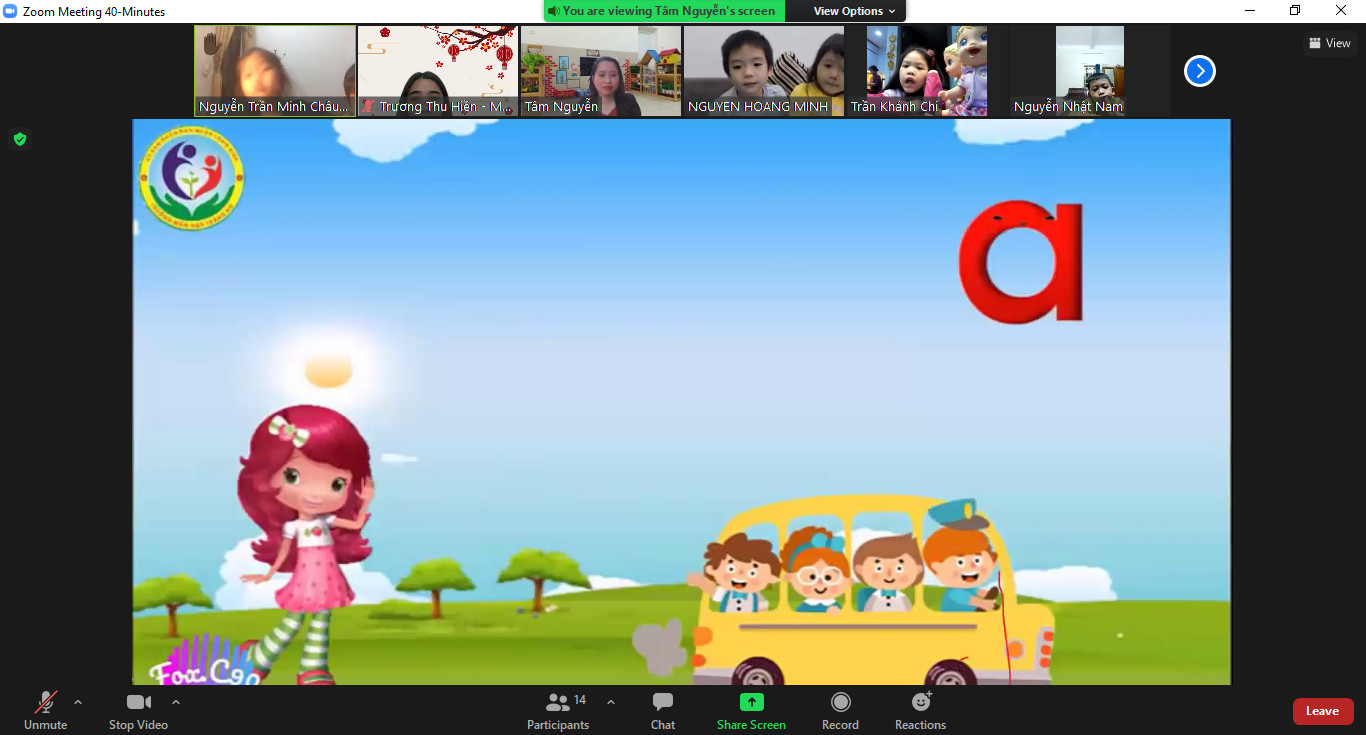 Zoom Meeting 40-Minutes
You are viewing Tâm Nguyễn's screen
View Options
View
Nguyễn Trần Minh Châu...
Trương Thu Hiền - M...
Tâm Nguyễn
NGUYEN HOANG MINH
Trần Khánh Chi
Nguyễn Nhật Nam
a
Fox.C90
Unmute
Stop Video
14
Participants
Chat
Share Screen
Record
Reactions
Leave